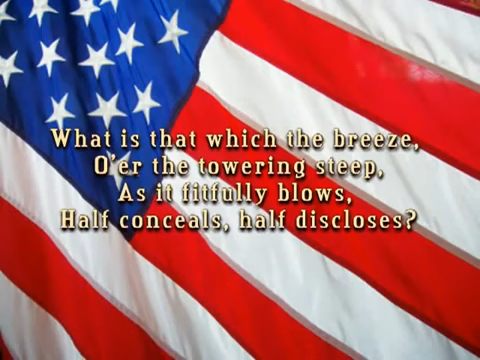 What is that which the breeze,
O'er the towering steep,
As it fitfully blows,
Half conceals, half discloses?